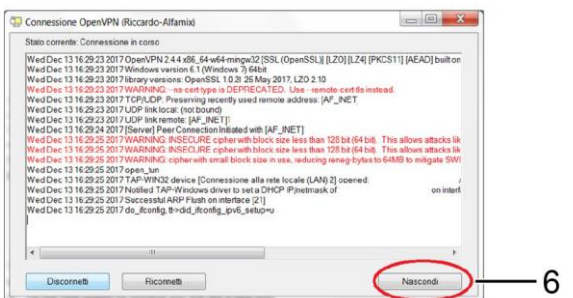 Connessione OpenVPN (Riccardo-Alfamix)
Stato corrente: Connessione in corso
Wed Dec 13 16:29:23 2017 OpenVPN 2.4.4 x86_64-w64-mingw32 [SSL (OpenSSL)] [LZO] [LZ4] [PKCS11] [AEAD] built on
Wed Dec 13 16:29:23 2017 Windows version 6.1 (Windows 7) 64bit
Wed Dec 13 16:29:23 2017 library versions: OpenSSL 1.0.2l 25 May 2017, LZO 2.10
Wed Dec 13 16:29:23 2017 WARNING: --ns-cert-type is DEPRECATED. Use --remote-cert-tls instead.
Wed Dec 13 16:29:23 2017 TCP/UDP: Preserving recently used remote address: [AF_INET
Wed Dec 13 16:29:23 2017 UDP link local: (not bound)
Wed Dec 13 16:29:23 2017 UDP link remote: [AF_INET]
Wed Dec 13 16:29:24 2017 [Server] Peer Connection Initiated with [AF_INET]
Wed Dec 13 16:29:25 2017 WARNING: INSECURE cipher with block size less than 128 bit (64 bit). This allows attacks lik
Wed Dec 13 16:29:25 2017 WARNING: INSECURE cipher with block size less than 128 bit (64 bit). This allows attacks lik
Wed Dec 13 16:29:25 2017 WARNING: cipher with small block size in use, reducing reneg-bytes to 64MB to mitigate SWE
Wed Dec 13 16:29:25 2017 open_tun
Wed Dec 13 16:29:25 2017 TAP-WIN32 device [Connessione alla rete locale (LAN) 2] opened:
Wed Dec 13 16:29:25 2017 Notified TAP-Windows driver to set a DHCP IP/netmask of on interf
Wed Dec 13 16:29:25 2017 Successful ARP Flush on interface [21]
Wed Dec 13 16:29:25 2017 do_ifconfig, tt->did_ifconfig_ipv6_setup=u
Disconnetti Riconnetti Nascondi 6